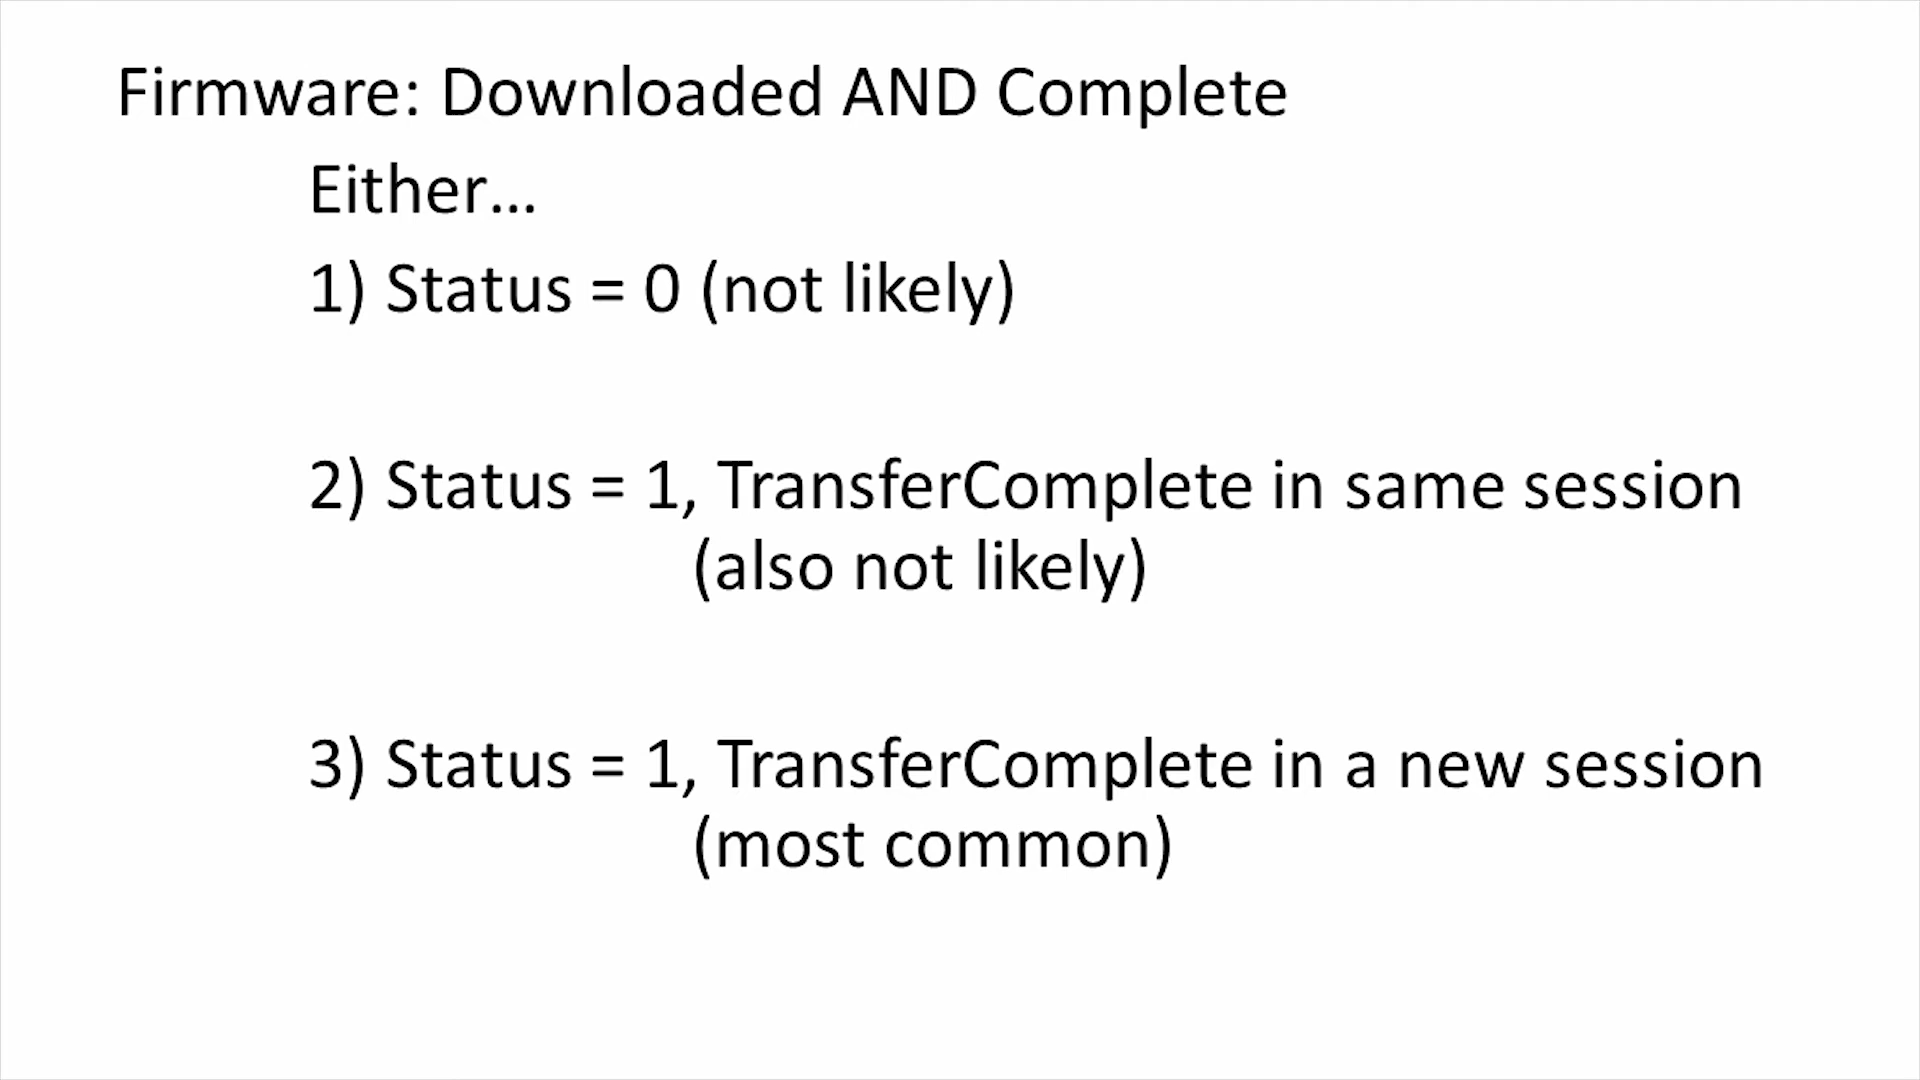 Firmware: Downloaded AND Complete
Either...
1) Status = 0 (not likely)
2) Status = 1, TransferComplete in same session
(also not likely)
3) Status = 1, TransferComplete in a new session
(most common)